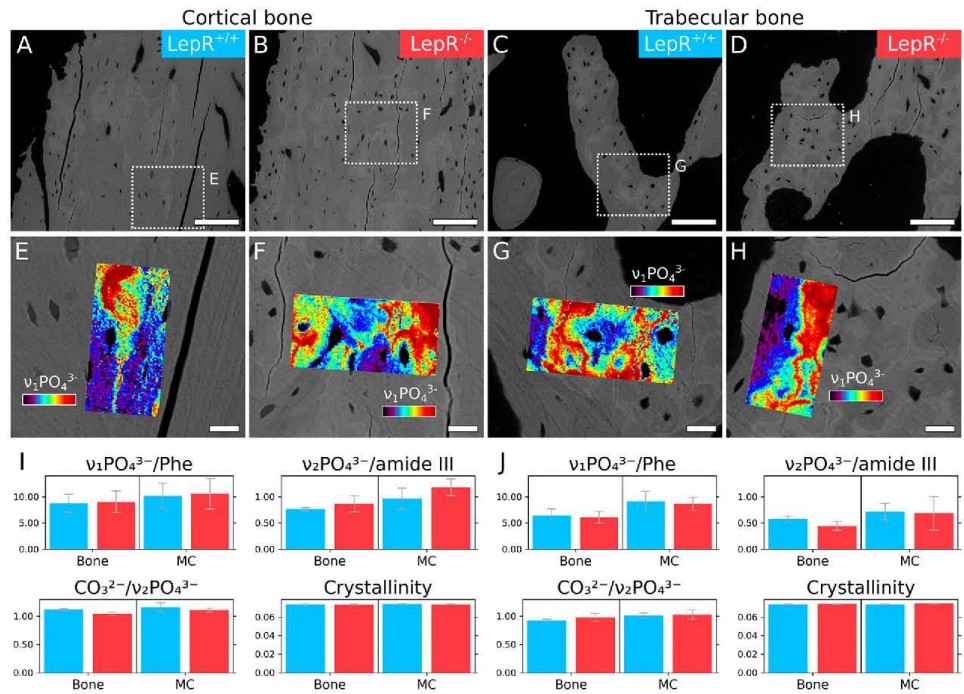 Cortical bone
Trabecular bone
A
LepR⁺/⁺
B
LepR⁻/⁻
C
LepR⁺/⁺
D
LepR⁻/⁻
E
F
G
H
E
ν₁PO₄³⁻
F
ν₁PO₄³⁻
G
ν₁PO₄³⁻
H
ν₁PO₄³⁻
I
ν₁PO₄³⁻/Phe
10.00
5.00
0.00
Bone
MC
ν₂PO₄³⁻/amide III
1.00
0.50
0.00
Bone
MC
J
ν₁PO₄³⁻/Phe
10.00
5.00
0.00
Bone
MC
ν₂PO₄³⁻/amide III
1.00
0.50
0.00
Bone
MC
CO₃²⁻/ν₂PO₄³⁻
1.00
0.50
0.00
Bone
MC
Crystallinity
0.06
0.04
0.02
0.00
Bone
MC
CO₃²⁻/ν₂PO₄³⁻
1.00
0.50
0.00
Bone
MC
Crystallinity
0.06
0.04
0.02
0.00
Bone
MC